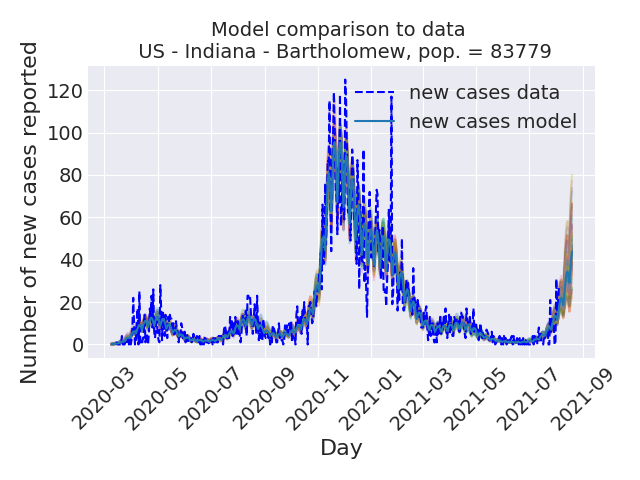 Model comparison to data
US - Indiana - Bartholomew, pop. = 83779
Number of new cases reported
120
100
80
60
40
20
0
new cases data
new cases model
2020-03
2020-05
2020-07
2020-09
2020-11
2021-01
2021-03
2021-05
2021-07
2021-09
Day